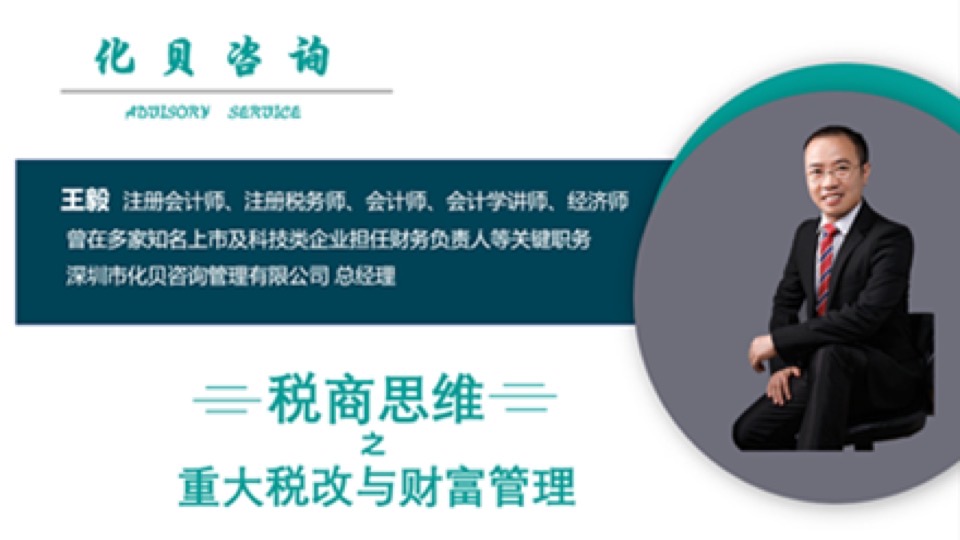 化贝咨询
ADVISORY SERVICE
王毅 注册会计师、注册税务师、会计师、会计学讲师、经济师
曾在多家知名上市及科技类企业担任财务负责人等关键职务
深圳市化贝咨询管理有限公司 总经理
税商思维
之
重大税改与财富管理